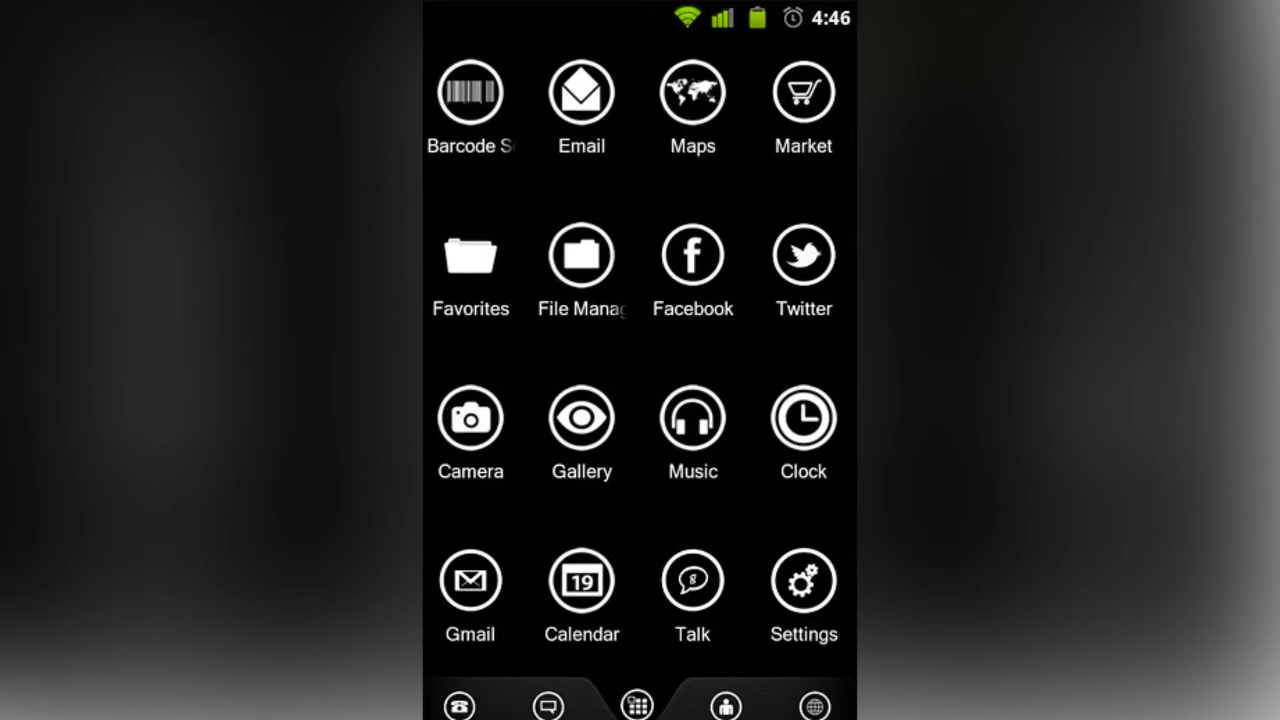 4:46
Barcode S
Email
Maps
Market
Favorites
File Manag
Facebook
Twitter
Camera
Gallery
Music
Clock
19
Gmail
Calendar
Talk
Settings